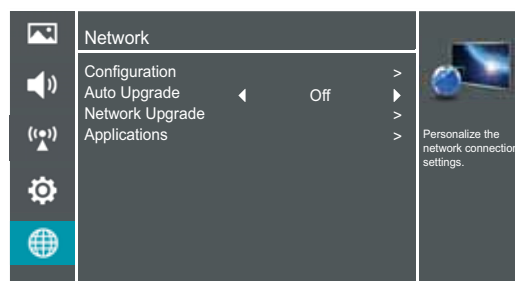 Network
Configuration >
Auto Upgrade Off
Network Upgrade >
Applications >
Personalize the
network connection
settings.